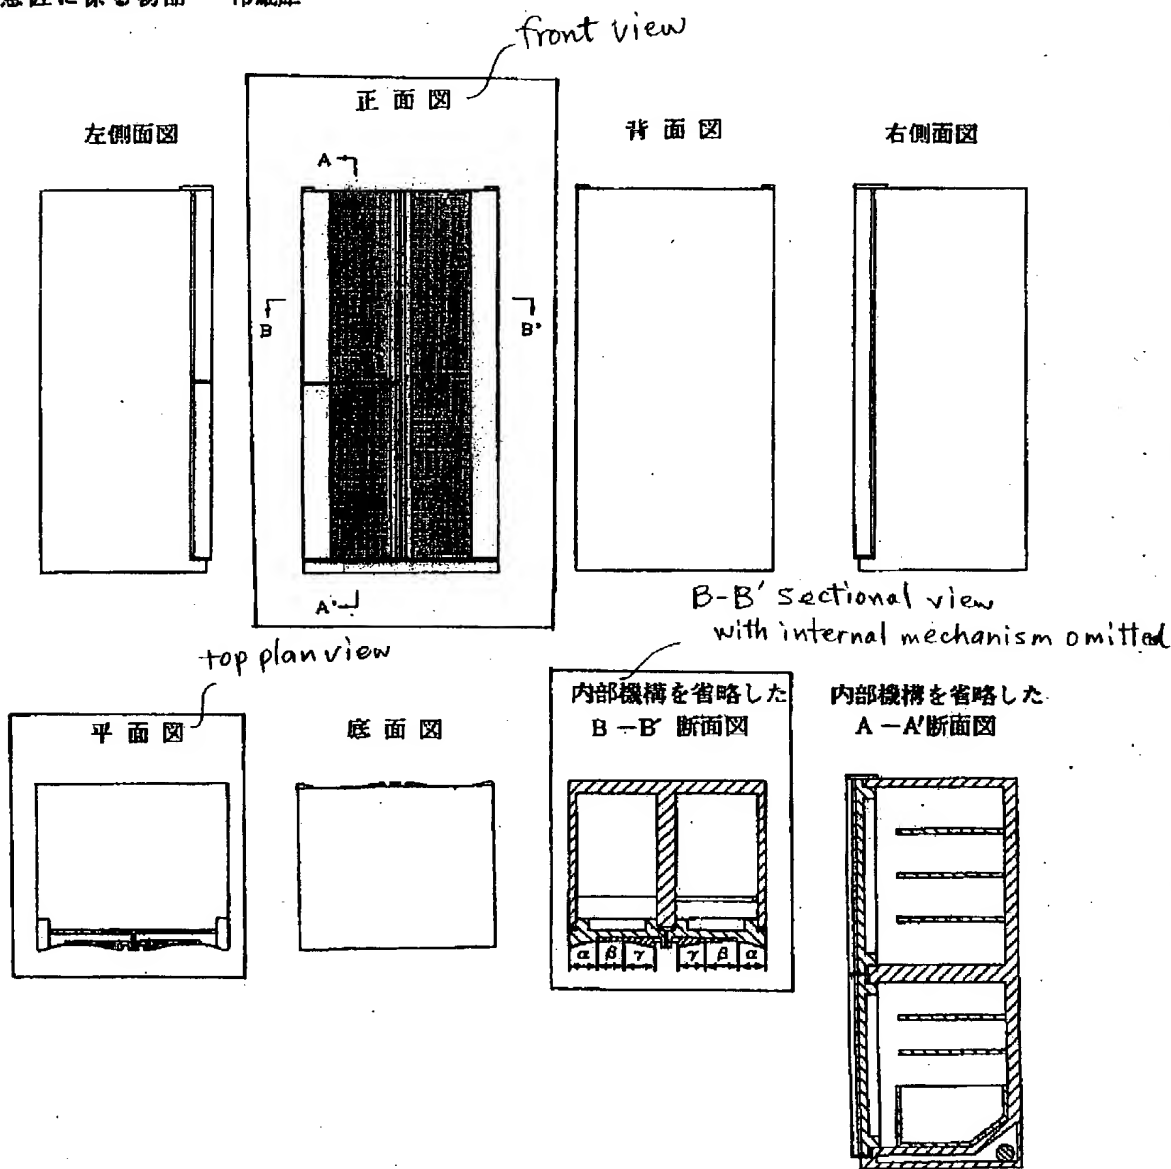 front view
正面図
左側面図
背面図
右側面図
A
B
B'
A'
B-B' sectional view
with internal mechanism omitted
top plan view
平面図
底面図
内部機構を省略した
B-B' 断面図
内部機構を省略した
A-A'断面図
α β γ γ β α